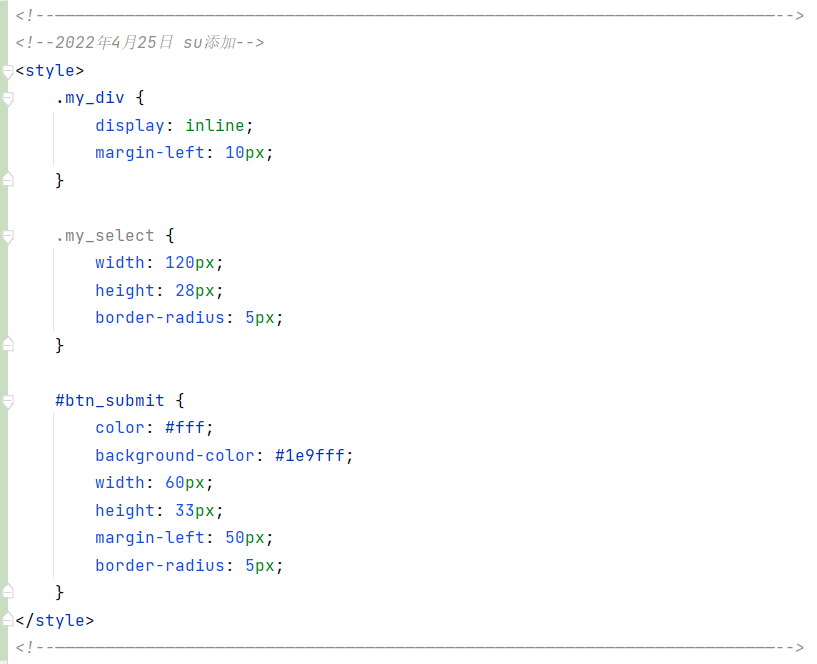 <!--——————————————————————————————————————————————————————————————————————————-->
<!--2022年4月25日 su添加-->
<style>
    .my_div {
        display: inline;
        margin-left: 10px;
    }

    .my_select {
        width: 120px;
        height: 28px;
        border-radius: 5px;
    }

    #btn_submit {
        color: #fff;
        background-color: #1e9fff;
        width: 60px;
        height: 33px;
        margin-left: 50px;
        border-radius: 5px;
    }
</style>
<!--——————————————————————————————————————————————————————————————————————————-->